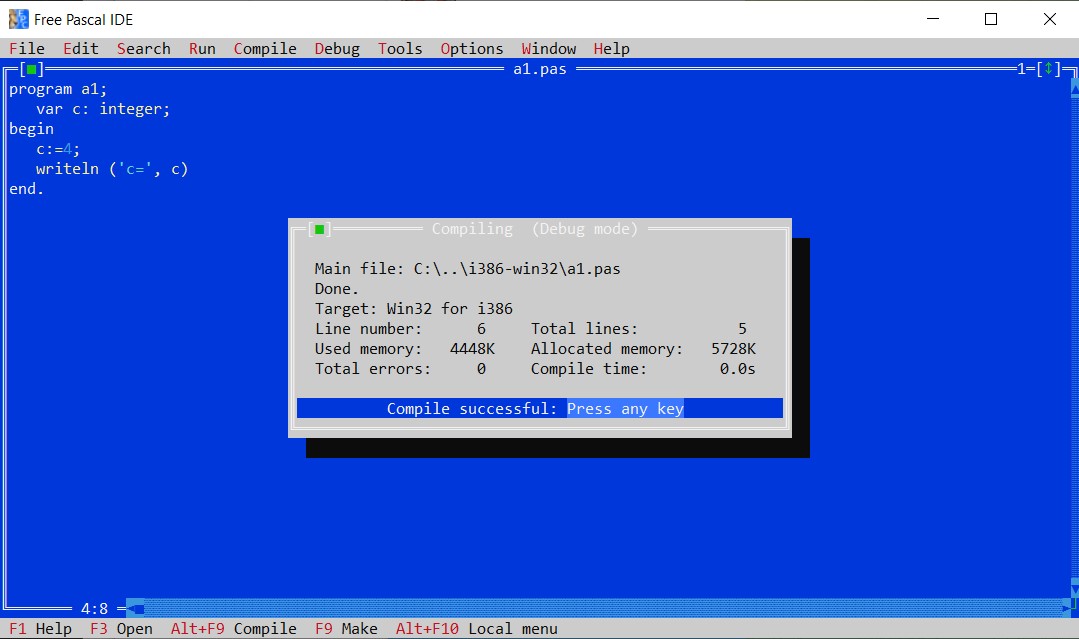 Free Pascal IDE
File Edit Search Run Compile Debug Tools Options Window Help
a1.pas 1
program a1;
var c: integer;
begin
c:=4;
writeln ('c=', c)
end.
Compiling (Debug mode)
Main file: C:\..\i386-win32\a1.pas
Done.
Target: Win32 for i386
Line number: 6 Total lines: 5
Used memory: 4448K Allocated memory: 5728K
Total errors: 0 Compile time: 0.0s
Compile successful: Press any key
4:8
F1 Help F3 Open Alt+F9 Compile F9 Make Alt+F10 Local menu